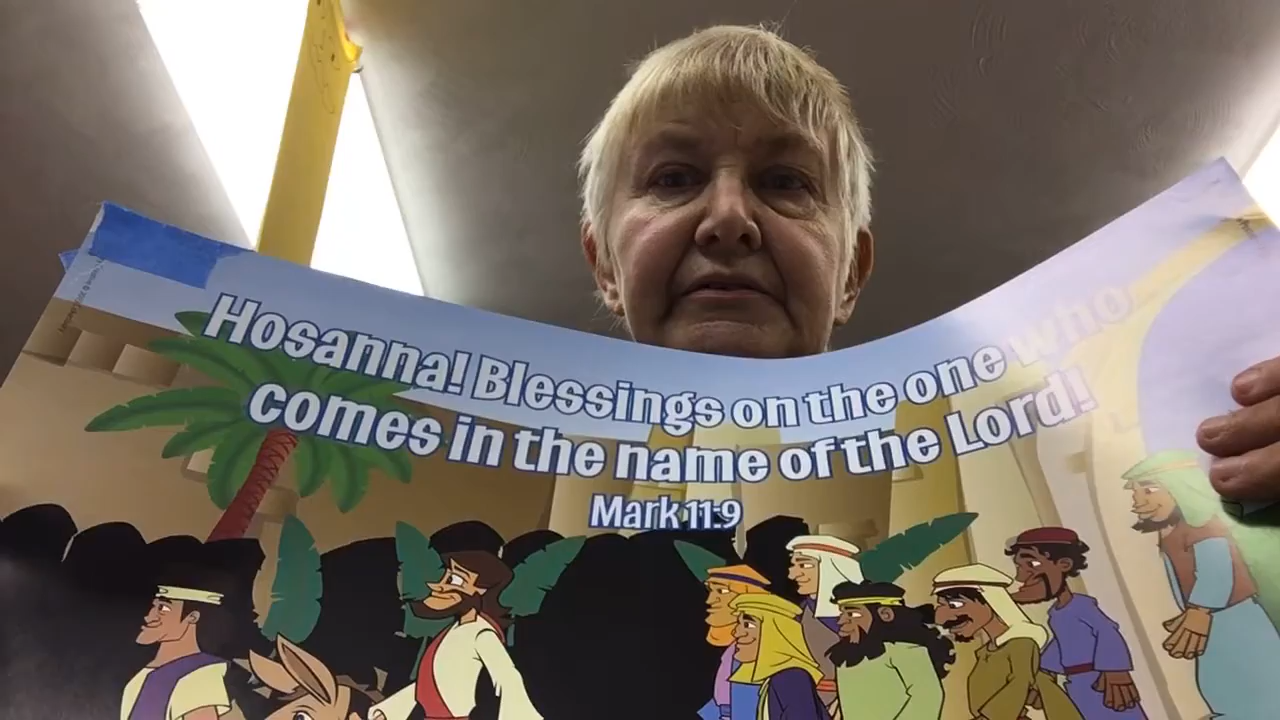 Hosanna! Blessings on the one who
comes in the name of the Lord!
Mark 11:9